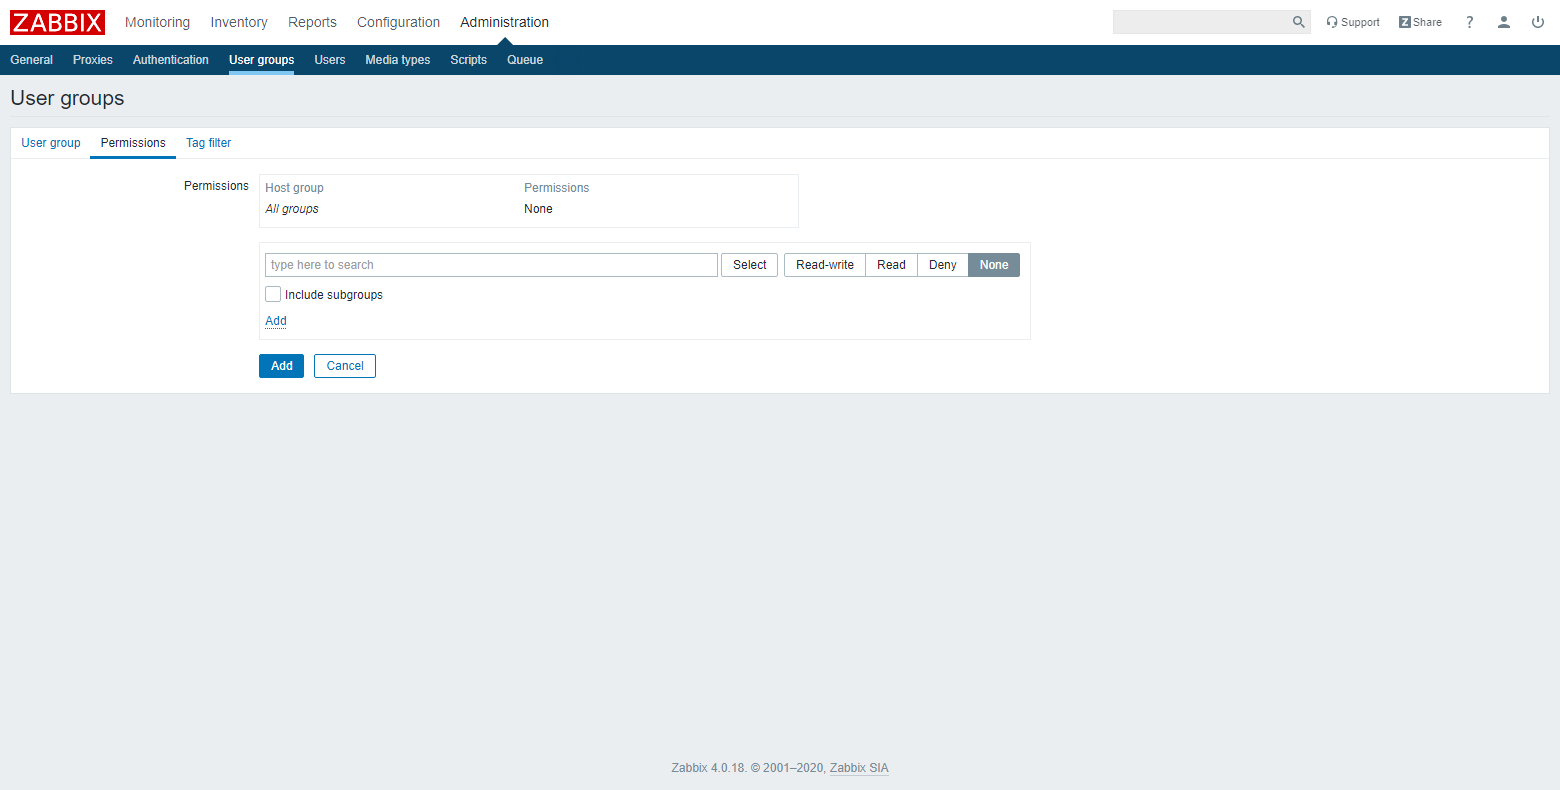 ZABBIX Monitoring Inventory Reports Configuration Administration Z Support Share ?
General Proxies Authentication User groups Users Media types Scripts Queue
User groups
User group Permissions Tag filter
Permissions Host group Permissions
All groups None
type here to search Select Read-write Read Deny None
Include subgroups
Add
Add Cancel
Zabbix 4.0.18. © 2001–2020, Zabbix SIA